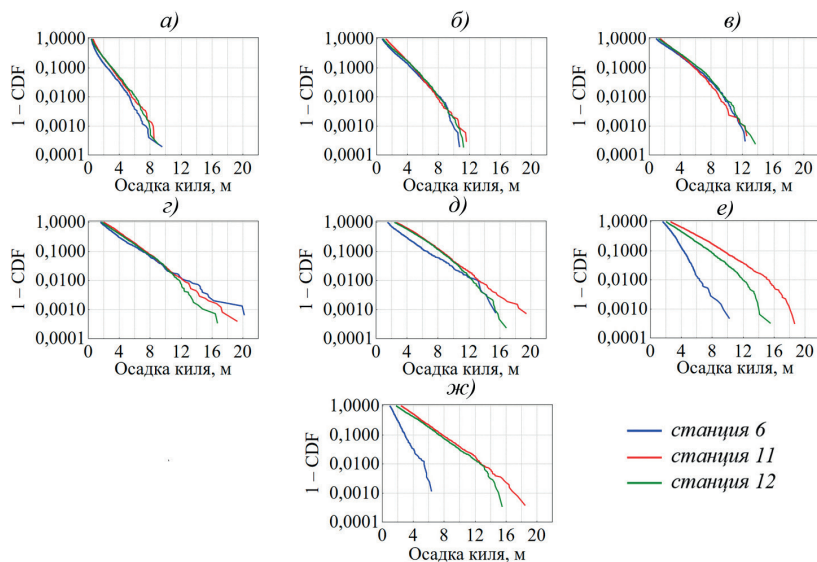 а)
1 – CDF
1,0000
0,1000
0,0100
0,0010
0,0001
0 4 8 12 16 20
Осадка киля, м
б)
1 – CDF
1,0000
0,1000
0,0100
0,0010
0,0001
0 4 8 12 16 20
Осадка киля, м
в)
1 – CDF
1,0000
0,1000
0,0100
0,0010
0,0001
0 4 8 12 16 20
Осадка киля, м
г)
1 – CDF
1,0000
0,1000
0,0100
0,0010
0,0001
0 4 8 12 16 20
Осадка киля, м
д)
1 – CDF
1,0000
0,1000
0,0100
0,0010
0,0001
0 4 8 12 16 20
Осадка киля, м
е)
1 – CDF
1,0000
0,1000
0,0100
0,0010
0,0001
0 4 8 12 16 20
Осадка киля, м
ж)
1 – CDF
1,0000
0,1000
0,0100
0,0010
0,0001
0 4 8 12 16 20
Осадка киля, м
станция 6
станция 11
станция 12